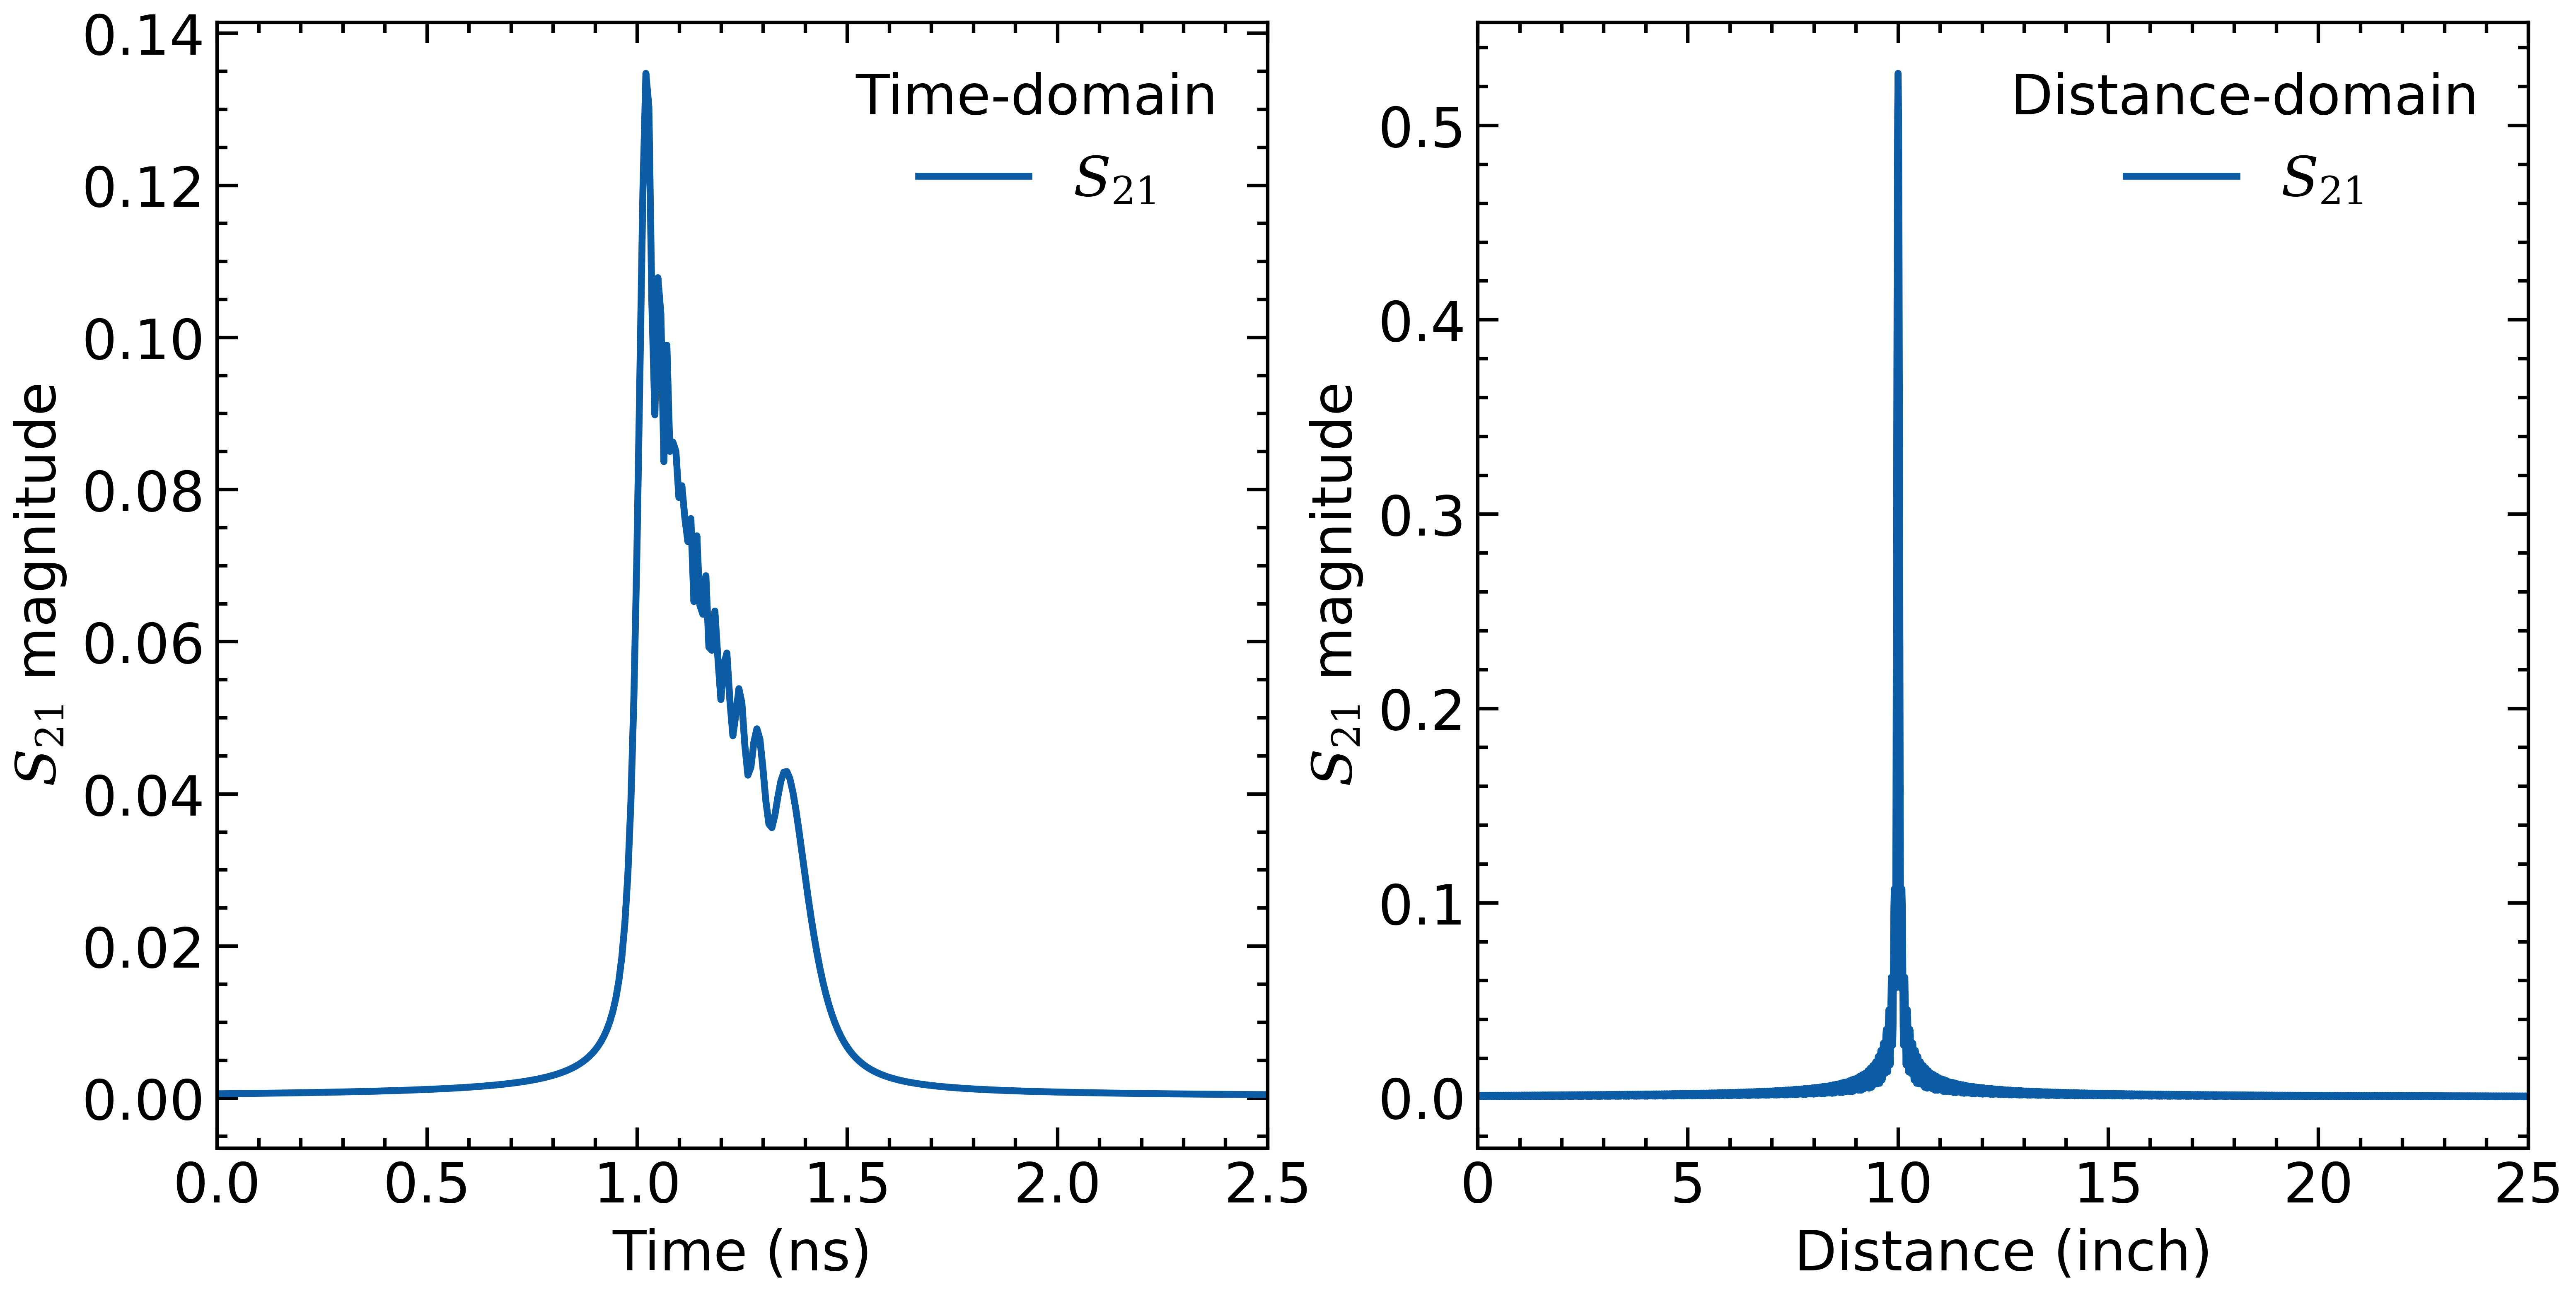 Time-domain
S21
0.14
0.12
0.10
0.08
0.06
0.04
0.02
0.00
S21 magnitude
0.0 0.5 1.0 1.5 2.0 2.5
Time (ns)
Distance-domain
S21
0.5
0.4
0.3
0.2
0.1
0.0
S21 magnitude
0 5 10 15 20 25
Distance (inch)